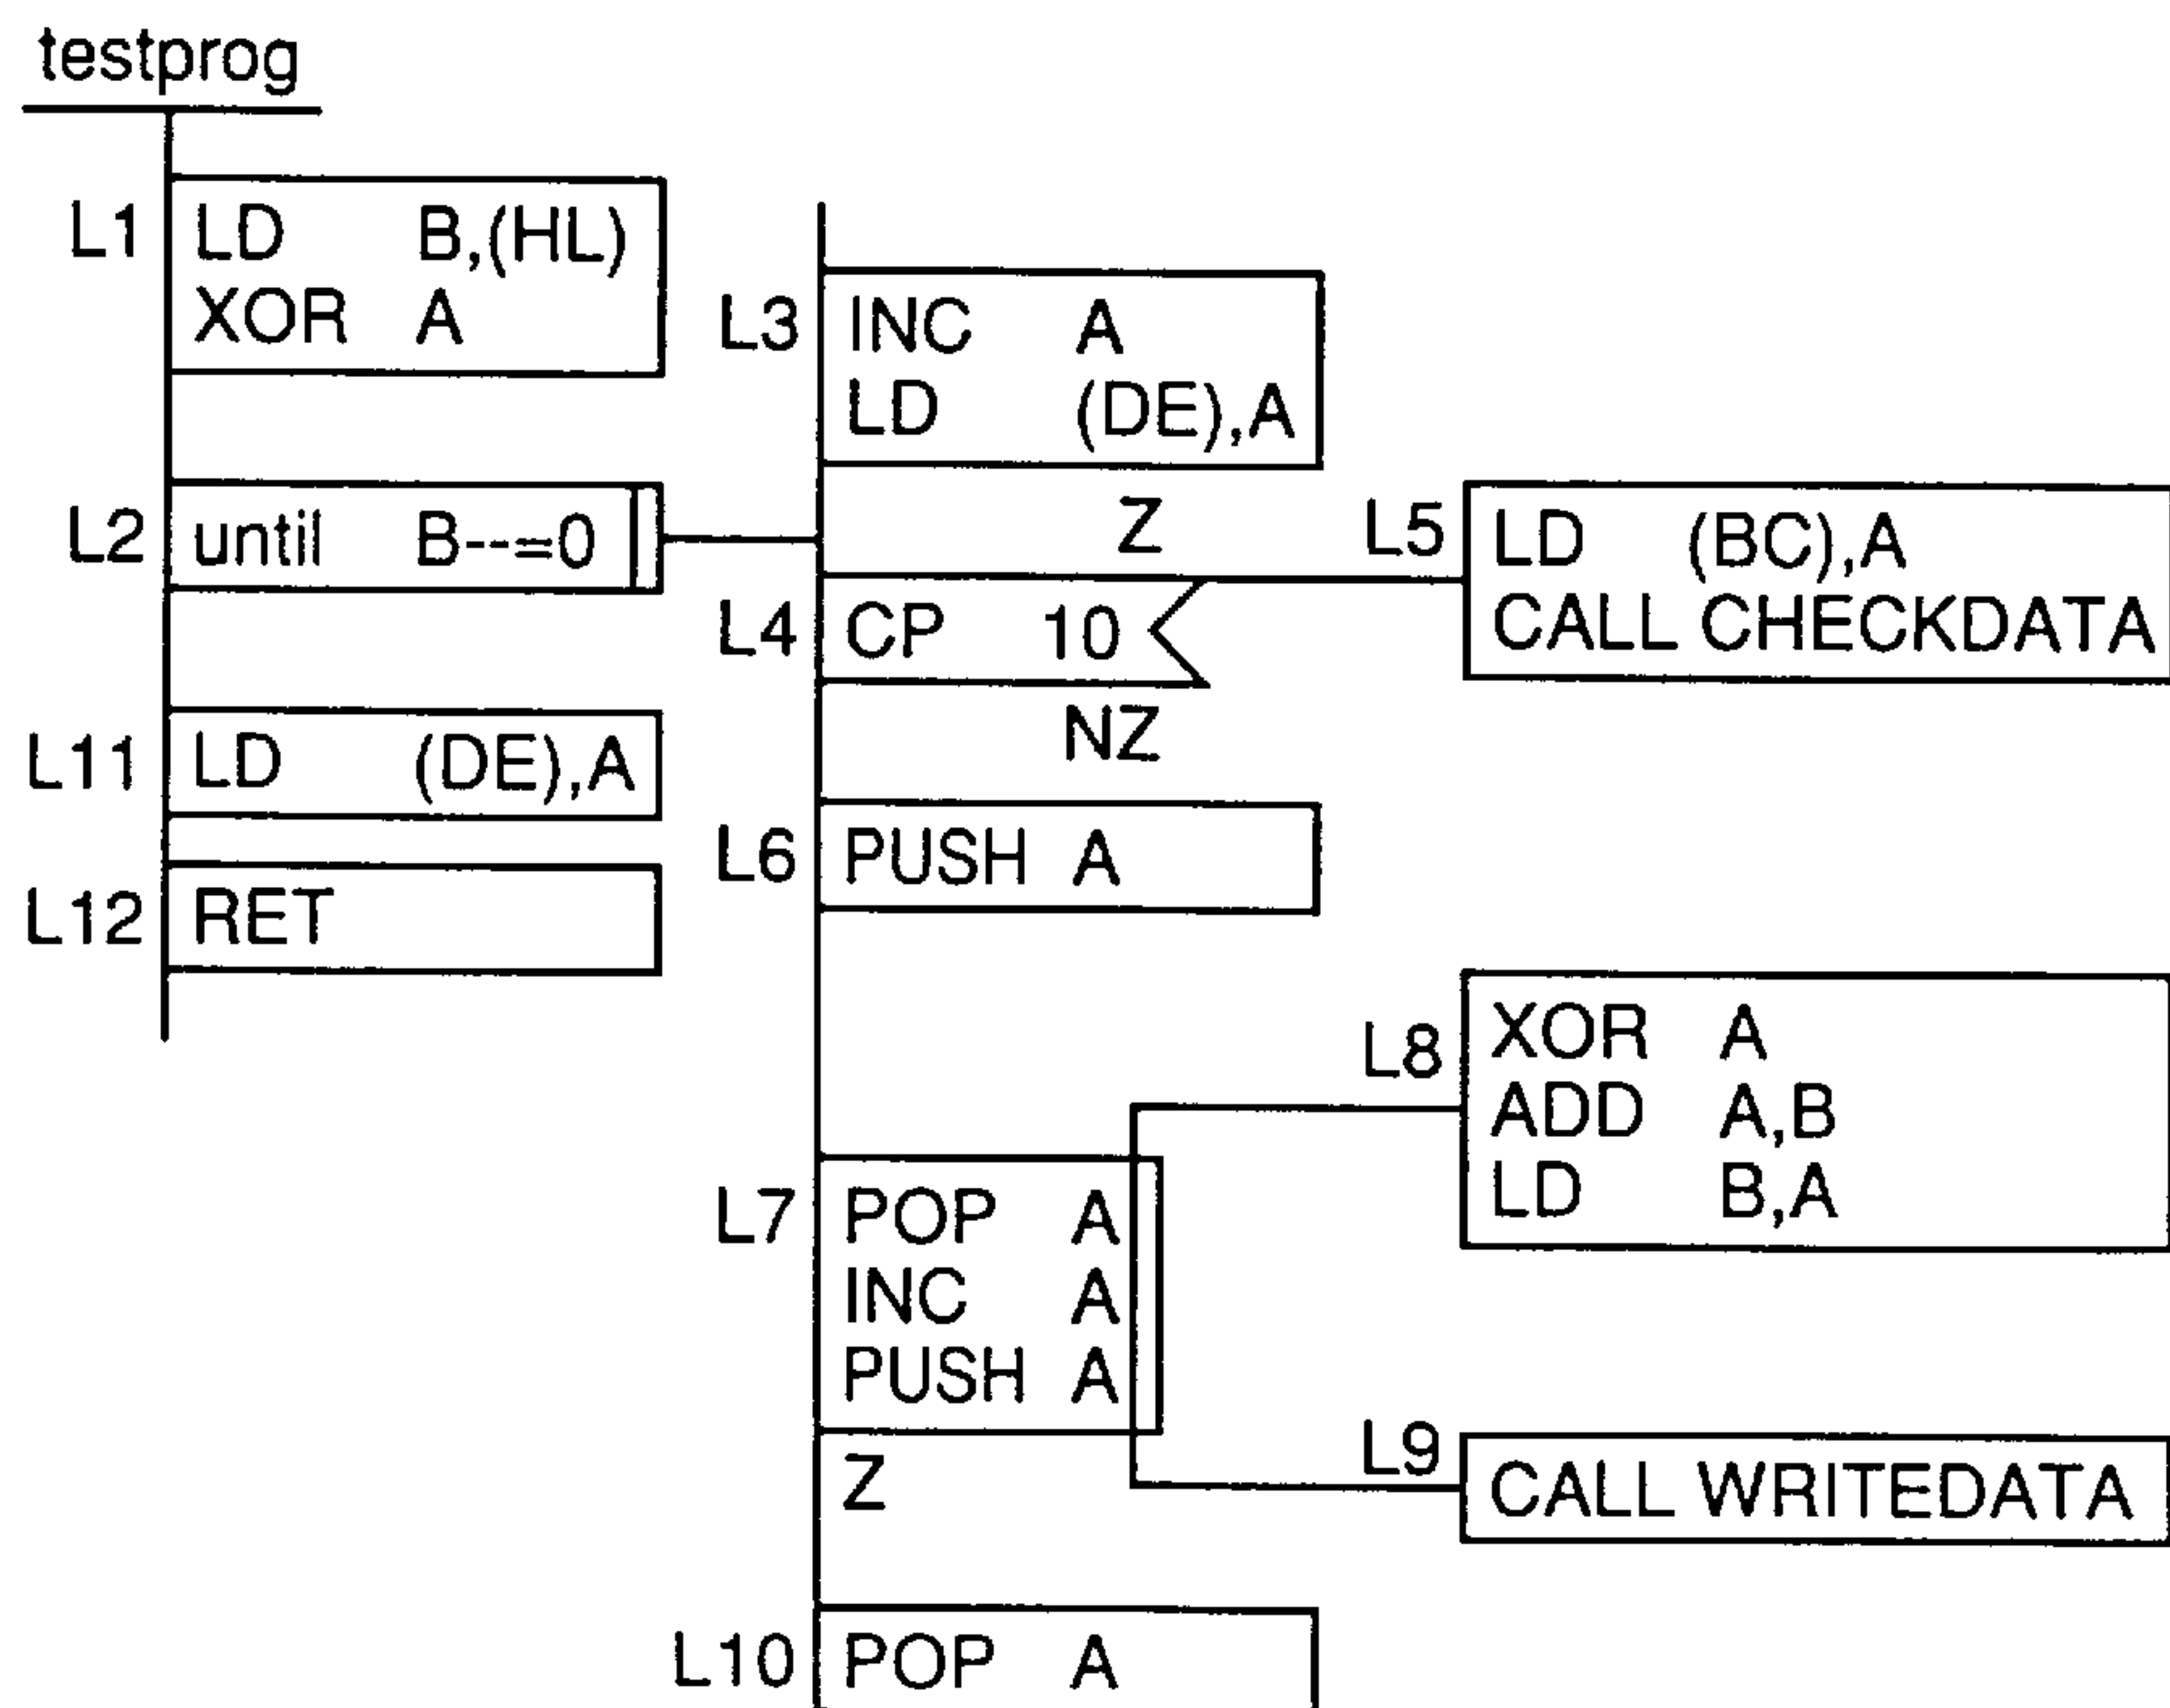 testprog
L1
LD B,(HL)
XOR A
L2
until B--=0
L11
LD (DE),A
L12
RET
L3
INC A
LD (DE),A
Z
L4
CP 10
NZ
L5
LD (BC),A
CALL CHECKDATA
L6
PUSH A
L7
POP A
INC A
PUSH A
Z
L8
XOR A
ADD A,B
LD B,A
L9
CALL WRITEDATA
L10
POP A